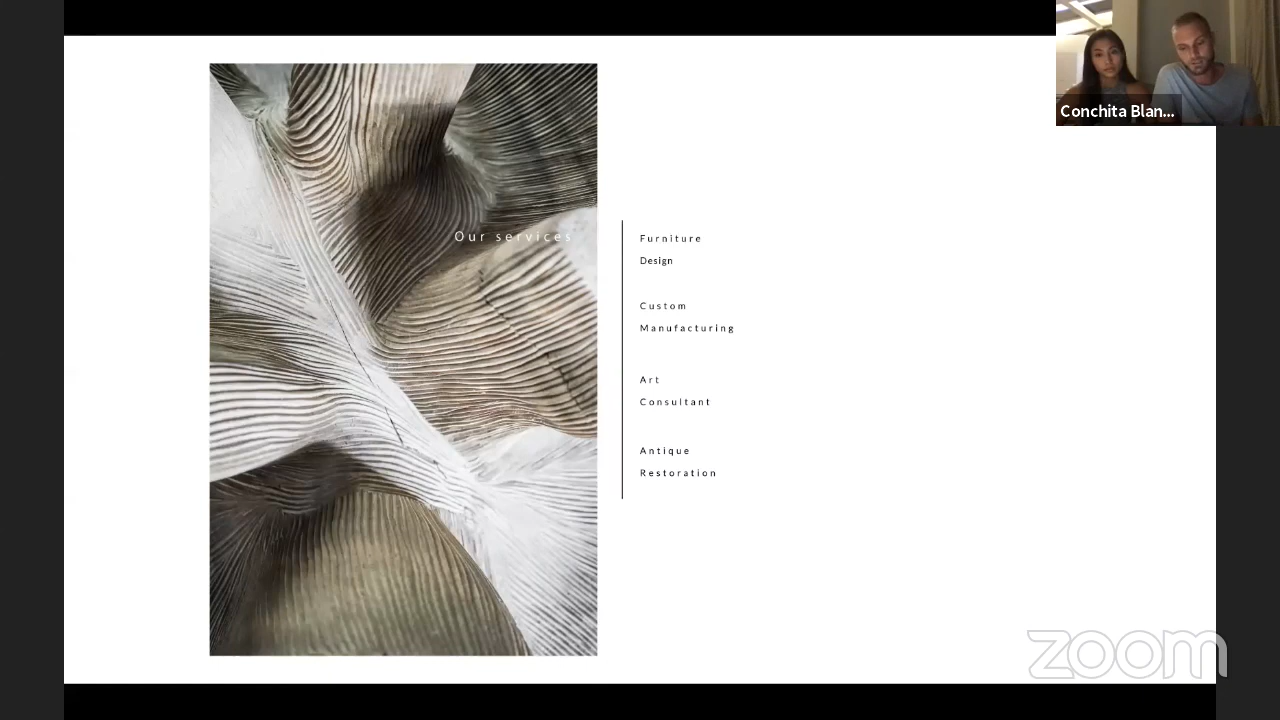 Conchita Blan...
Our services
Furniture
Design
Custom
Manufacturing
Art
Consultant
Antique
Restoration
zoom